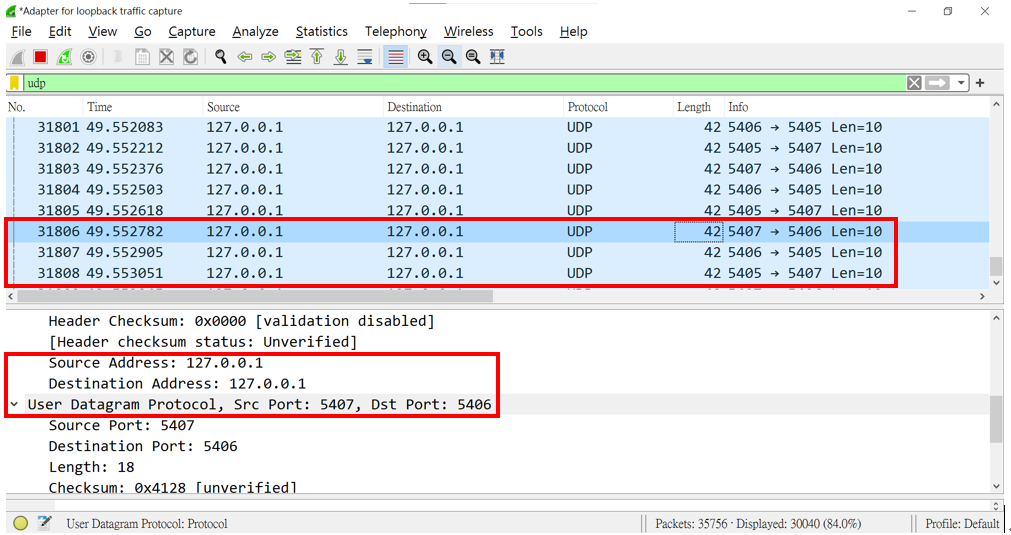 *Adapter for loopback traffic capture
File Edit View Go Capture Analyze Statistics Telephony Wireless Tools Help
udp
No. Time Source Destination Protocol Length Info
31801 49.552083 127.0.0.1 127.0.0.1 UDP 42 5406 → 5405 Len=10
31802 49.552212 127.0.0.1 127.0.0.1 UDP 42 5405 → 5407 Len=10
31803 49.552376 127.0.0.1 127.0.0.1 UDP 42 5407 → 5406 Len=10
31804 49.552503 127.0.0.1 127.0.0.1 UDP 42 5406 → 5405 Len=10
31805 49.552618 127.0.0.1 127.0.0.1 UDP 42 5405 → 5407 Len=10
31806 49.552782 127.0.0.1 127.0.0.1 UDP 42 5407 → 5406 Len=10
31807 49.552905 127.0.0.1 127.0.0.1 UDP 42 5406 → 5405 Len=10
31808 49.553051 127.0.0.1 127.0.0.1 UDP 42 5405 → 5407 Len=10
Header Checksum: 0x0000 [validation disabled]
[Header checksum status: Unverified]
Source Address: 127.0.0.1
Destination Address: 127.0.0.1
User Datagram Protocol, Src Port: 5407, Dst Port: 5406
Source Port: 5407
Destination Port: 5406
Length: 18
Checksum: 0x4128 [unverified]
User Datagram Protocol: Protocol
Packets: 35756 · Displayed: 30040 (84.0%)
Profile: Default